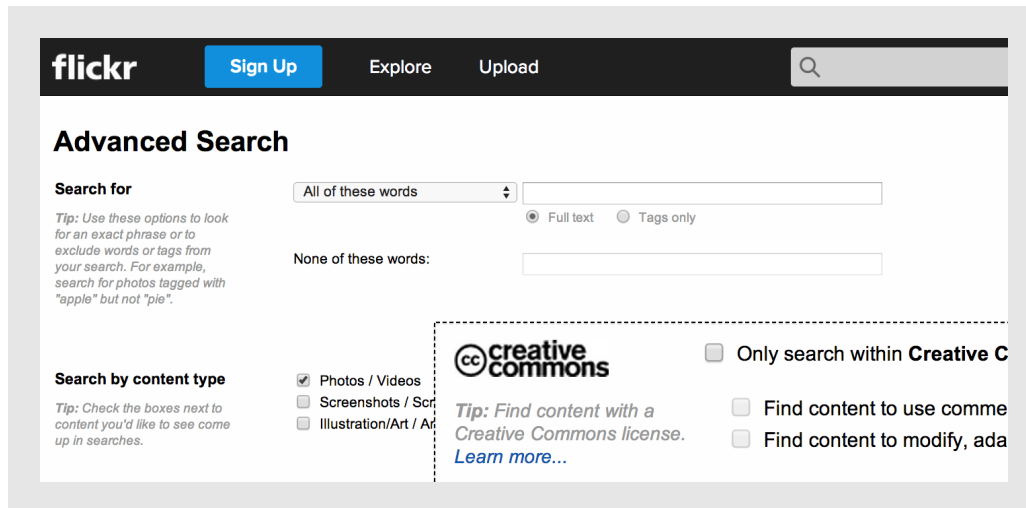 flickr Sign Up Explore Upload
Advanced Search
Search for
All of these words
Full text Tags only
Tip: Use these options to look
for an exact phrase or to
exclude words or tags from
your search. For example,
search for photos tagged with
"apple" but not "pie".
None of these words:
Search by content type
Photos / Videos
Screenshots / Scr
Illustration/Art / Ar
Tip: Check the boxes next to
content you'd like to see come
up in searches.
cc creative
commons
Only search within Creative C
Tip: Find content with a
Creative Commons license.
Learn more...
Find content to use comme
Find content to modify, ada